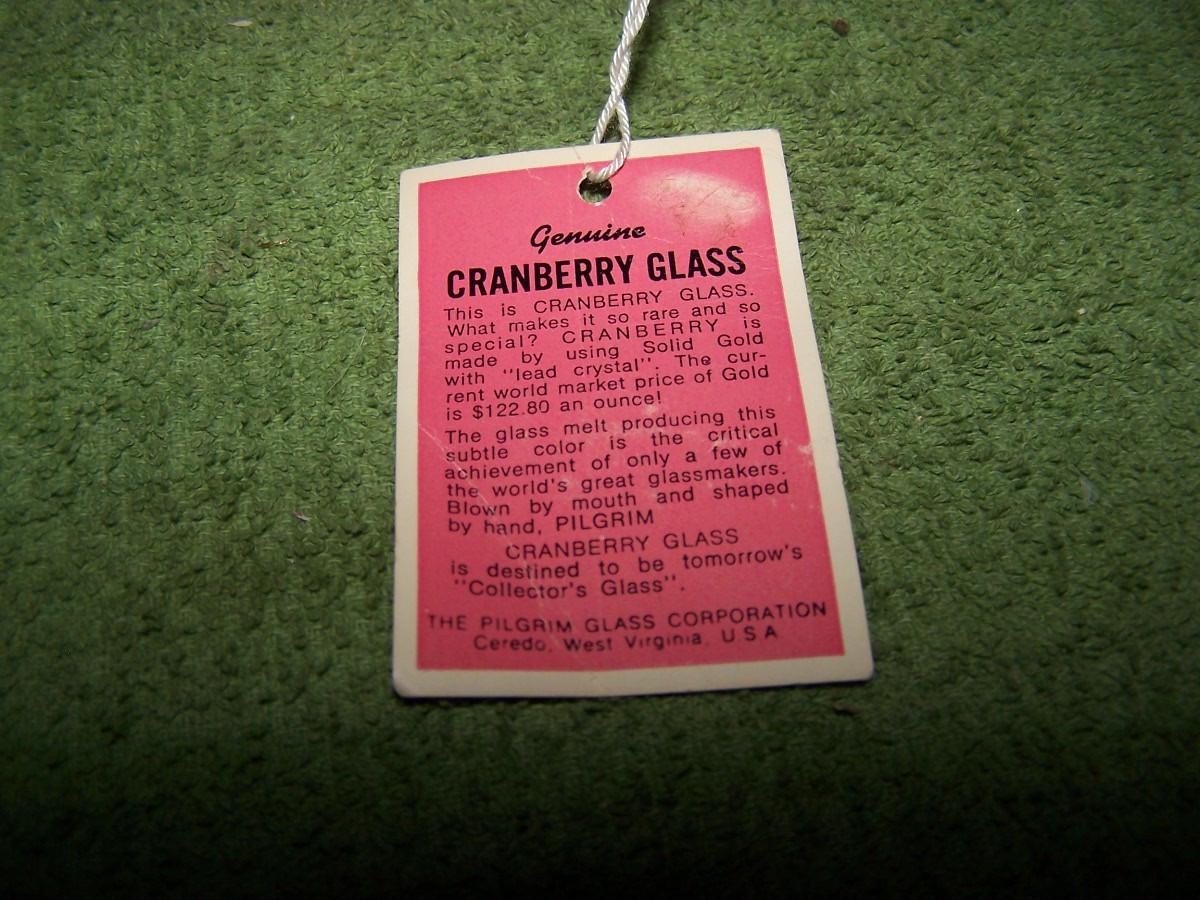 Genuine
CRANBERRY GLASS
This is CRANBERRY GLASS.
What makes it so rare and so
special? CRANBERRY is
made by using Solid Gold
with "lead crystal". The cur-
rent world market price of Gold
is $122.80 an ounce!
The glass melt producing this
subtle color is the critical
achievement of only a few of
the world's great glassmakers.
Blown by mouth and shaped
by hand, PILGRIM
CRANBERRY GLASS
is destined to be tomorrow's
"Collector's Glass".
THE PILGRIM GLASS CORPORATION
Ceredo, West Virginia, U.S.A.